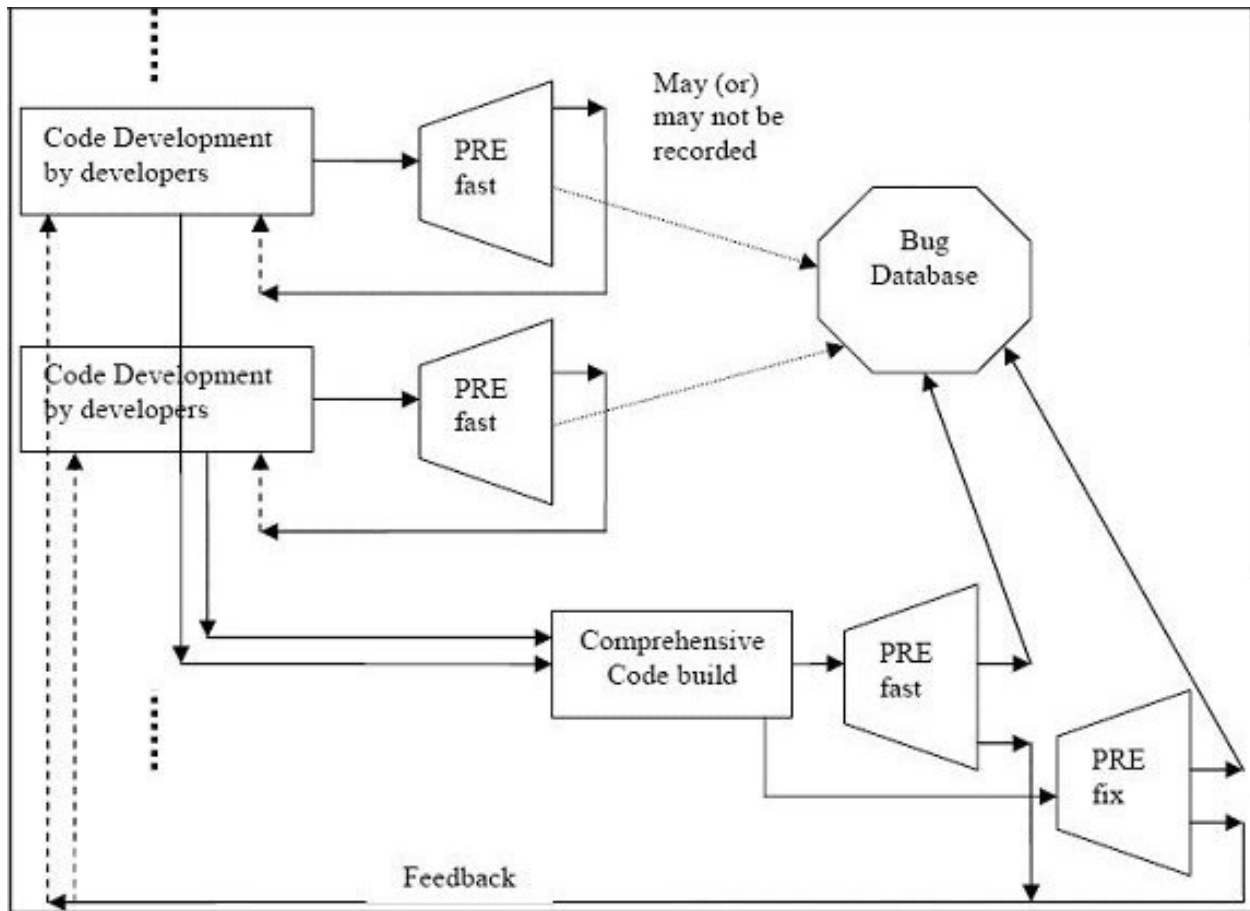 May (or)
may not be
recorded
Code Development
by developers
PRE
fast
Bug
Database
Code Development
by developers
PRE
fast
Comprehensive
Code build
PRE
fast
PRE
fix
Feedback